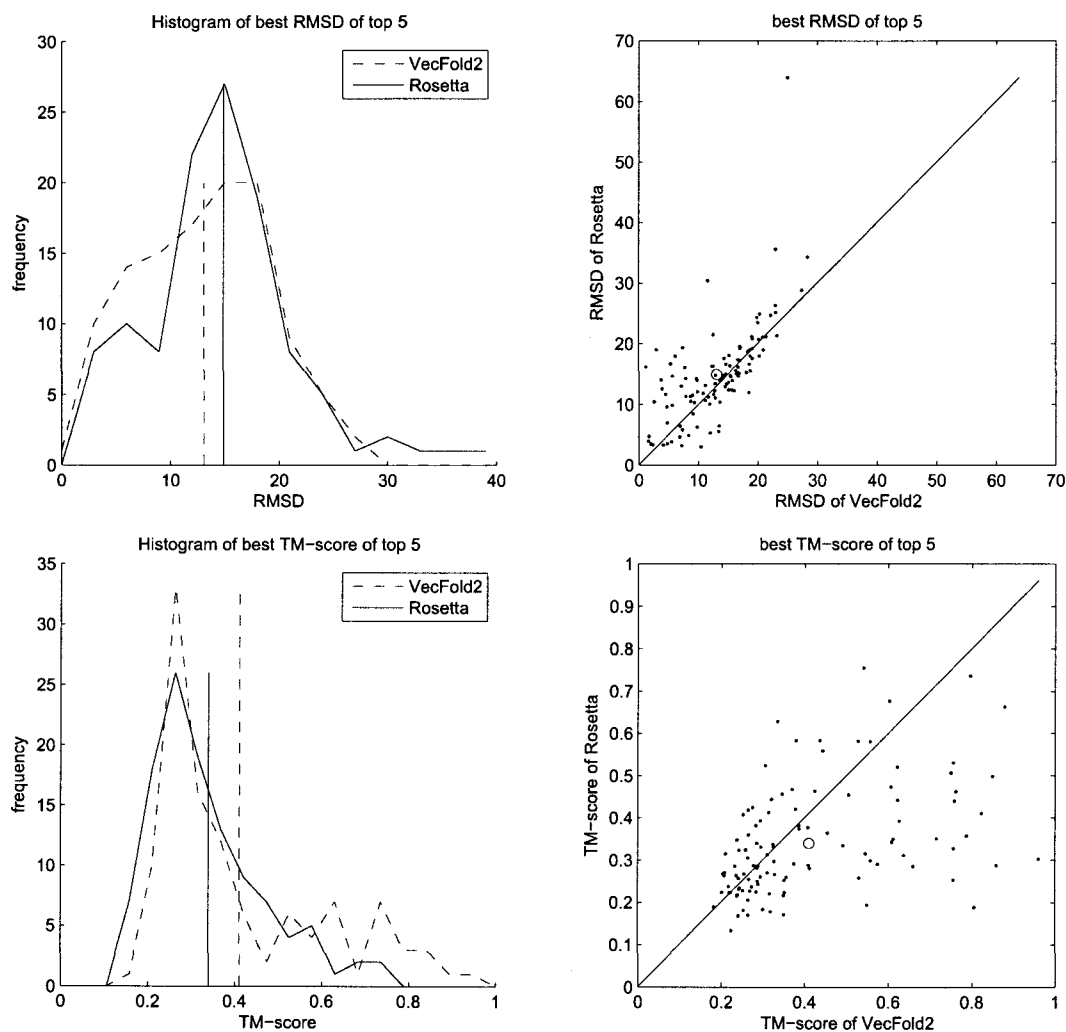 Histogram of best RMSD of top 5
30
25
20
15
10
5
0
frequency
VecFold2
Rosetta
0 10 20 30 40
RMSD
best RMSD of top 5
70
60
50
40
30
20
10
0
RMSD of Rosetta
0 10 20 30 40 50 60 70
RMSD of VecFold2
Histogram of best TM−score of top 5
35
30
25
20
15
10
5
0
frequency
VecFold2
Rosetta
0 0.2 0.4 0.6 0.8 1
TM−score
best TM−score of top 5
1
0.9
0.8
0.7
0.6
0.5
0.4
0.3
0.2
0.1
0
TM−score of Rosetta
0 0.2 0.4 0.6 0.8 1
TM−score of VecFold2